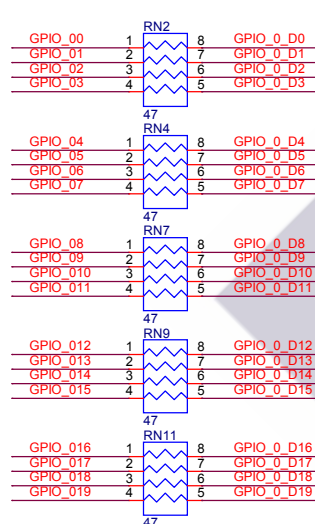 RN2
GPIO_00 1 8 GPIO_0_D0
GPIO_01 2 7 GPIO_0_D1
GPIO_02 3 6 GPIO_0_D2
GPIO_03 4 5 GPIO_0_D3
47
RN4
GPIO_04 1 8 GPIO_0_D4
GPIO_05 2 7 GPIO_0_D5
GPIO_06 3 6 GPIO_0_D6
GPIO_07 4 5 GPIO_0_D7
47
RN7
GPIO_08 1 8 GPIO_0_D8
GPIO_09 2 7 GPIO_0_D9
GPIO_010 3 6 GPIO_0_D10
GPIO_011 4 5 GPIO_0_D11
47
RN9
GPIO_012 1 8 GPIO_0_D12
GPIO_013 2 7 GPIO_0_D13
GPIO_014 3 6 GPIO_0_D14
GPIO_015 4 5 GPIO_0_D15
47
RN11
GPIO_016 1 8 GPIO_0_D16
GPIO_017 2 7 GPIO_0_D17
GPIO_018 3 6 GPIO_0_D18
GPIO_019 4 5 GPIO_0_D19
47